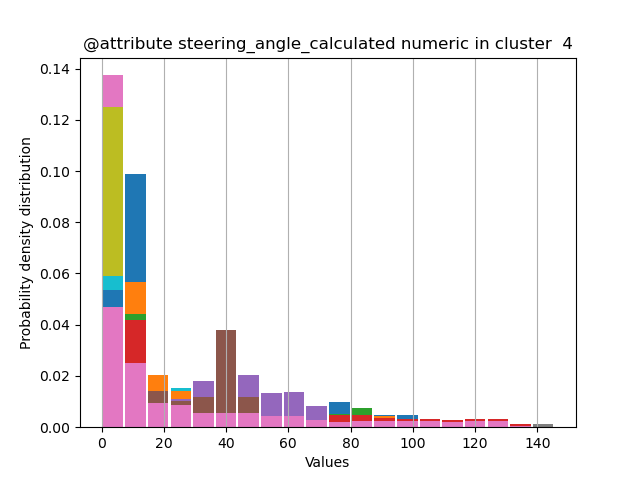 @attribute steering_angle_calculated numeric in cluster  4
Probability density distribution
0.14
0.12
0.10
0.08
0.06
0.04
0.02
0.00
0 20 40 60 80 100 120 140
Values